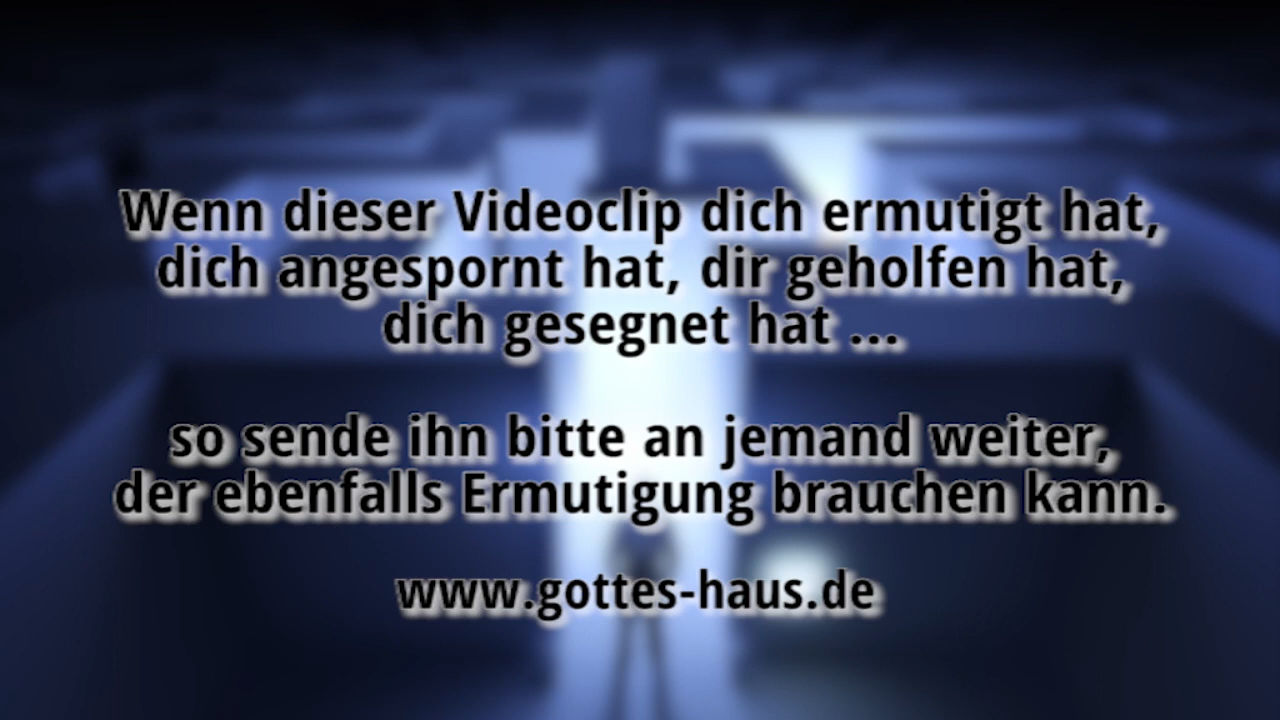 Wenn dieser Videoclip dich ermutigt hat,
dich angespornt hat, dir geholfen hat,
dich gesegnet hat ...
so sende ihn bitte an jemand weiter,
der ebenfalls Ermutigung brauchen kann.
www.gottes-haus.de